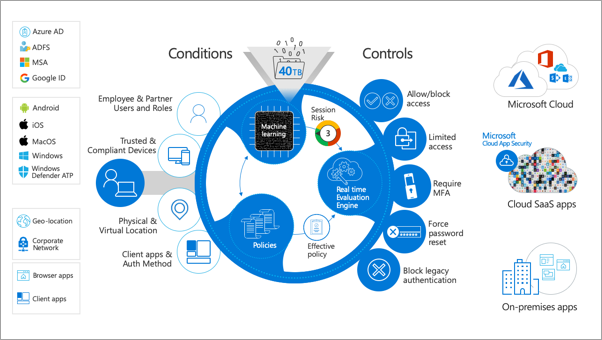 Azure AD
ADFS
MSA
Google ID
Android
iOS
MacOS
Windows
Windows
Defender ATP
Geo-location
Corporate
Network
Browser apps
Client apps
Conditions
Employee & Partner
Users and Roles
Trusted &
Compliant Devices
Physical &
Virtual Location
Client apps &
Auth Method
40TB
Machine
learning
Session
Risk
3
Real time
Evaluation
Engine
Policies
Effective
policy
Controls
Allow/block
access
Limited
access
Require
MFA
Force
password
reset
Block legacy
authentication
Microsoft Cloud
Microsoft
Cloud App Security
Cloud SaaS apps
On-premises apps